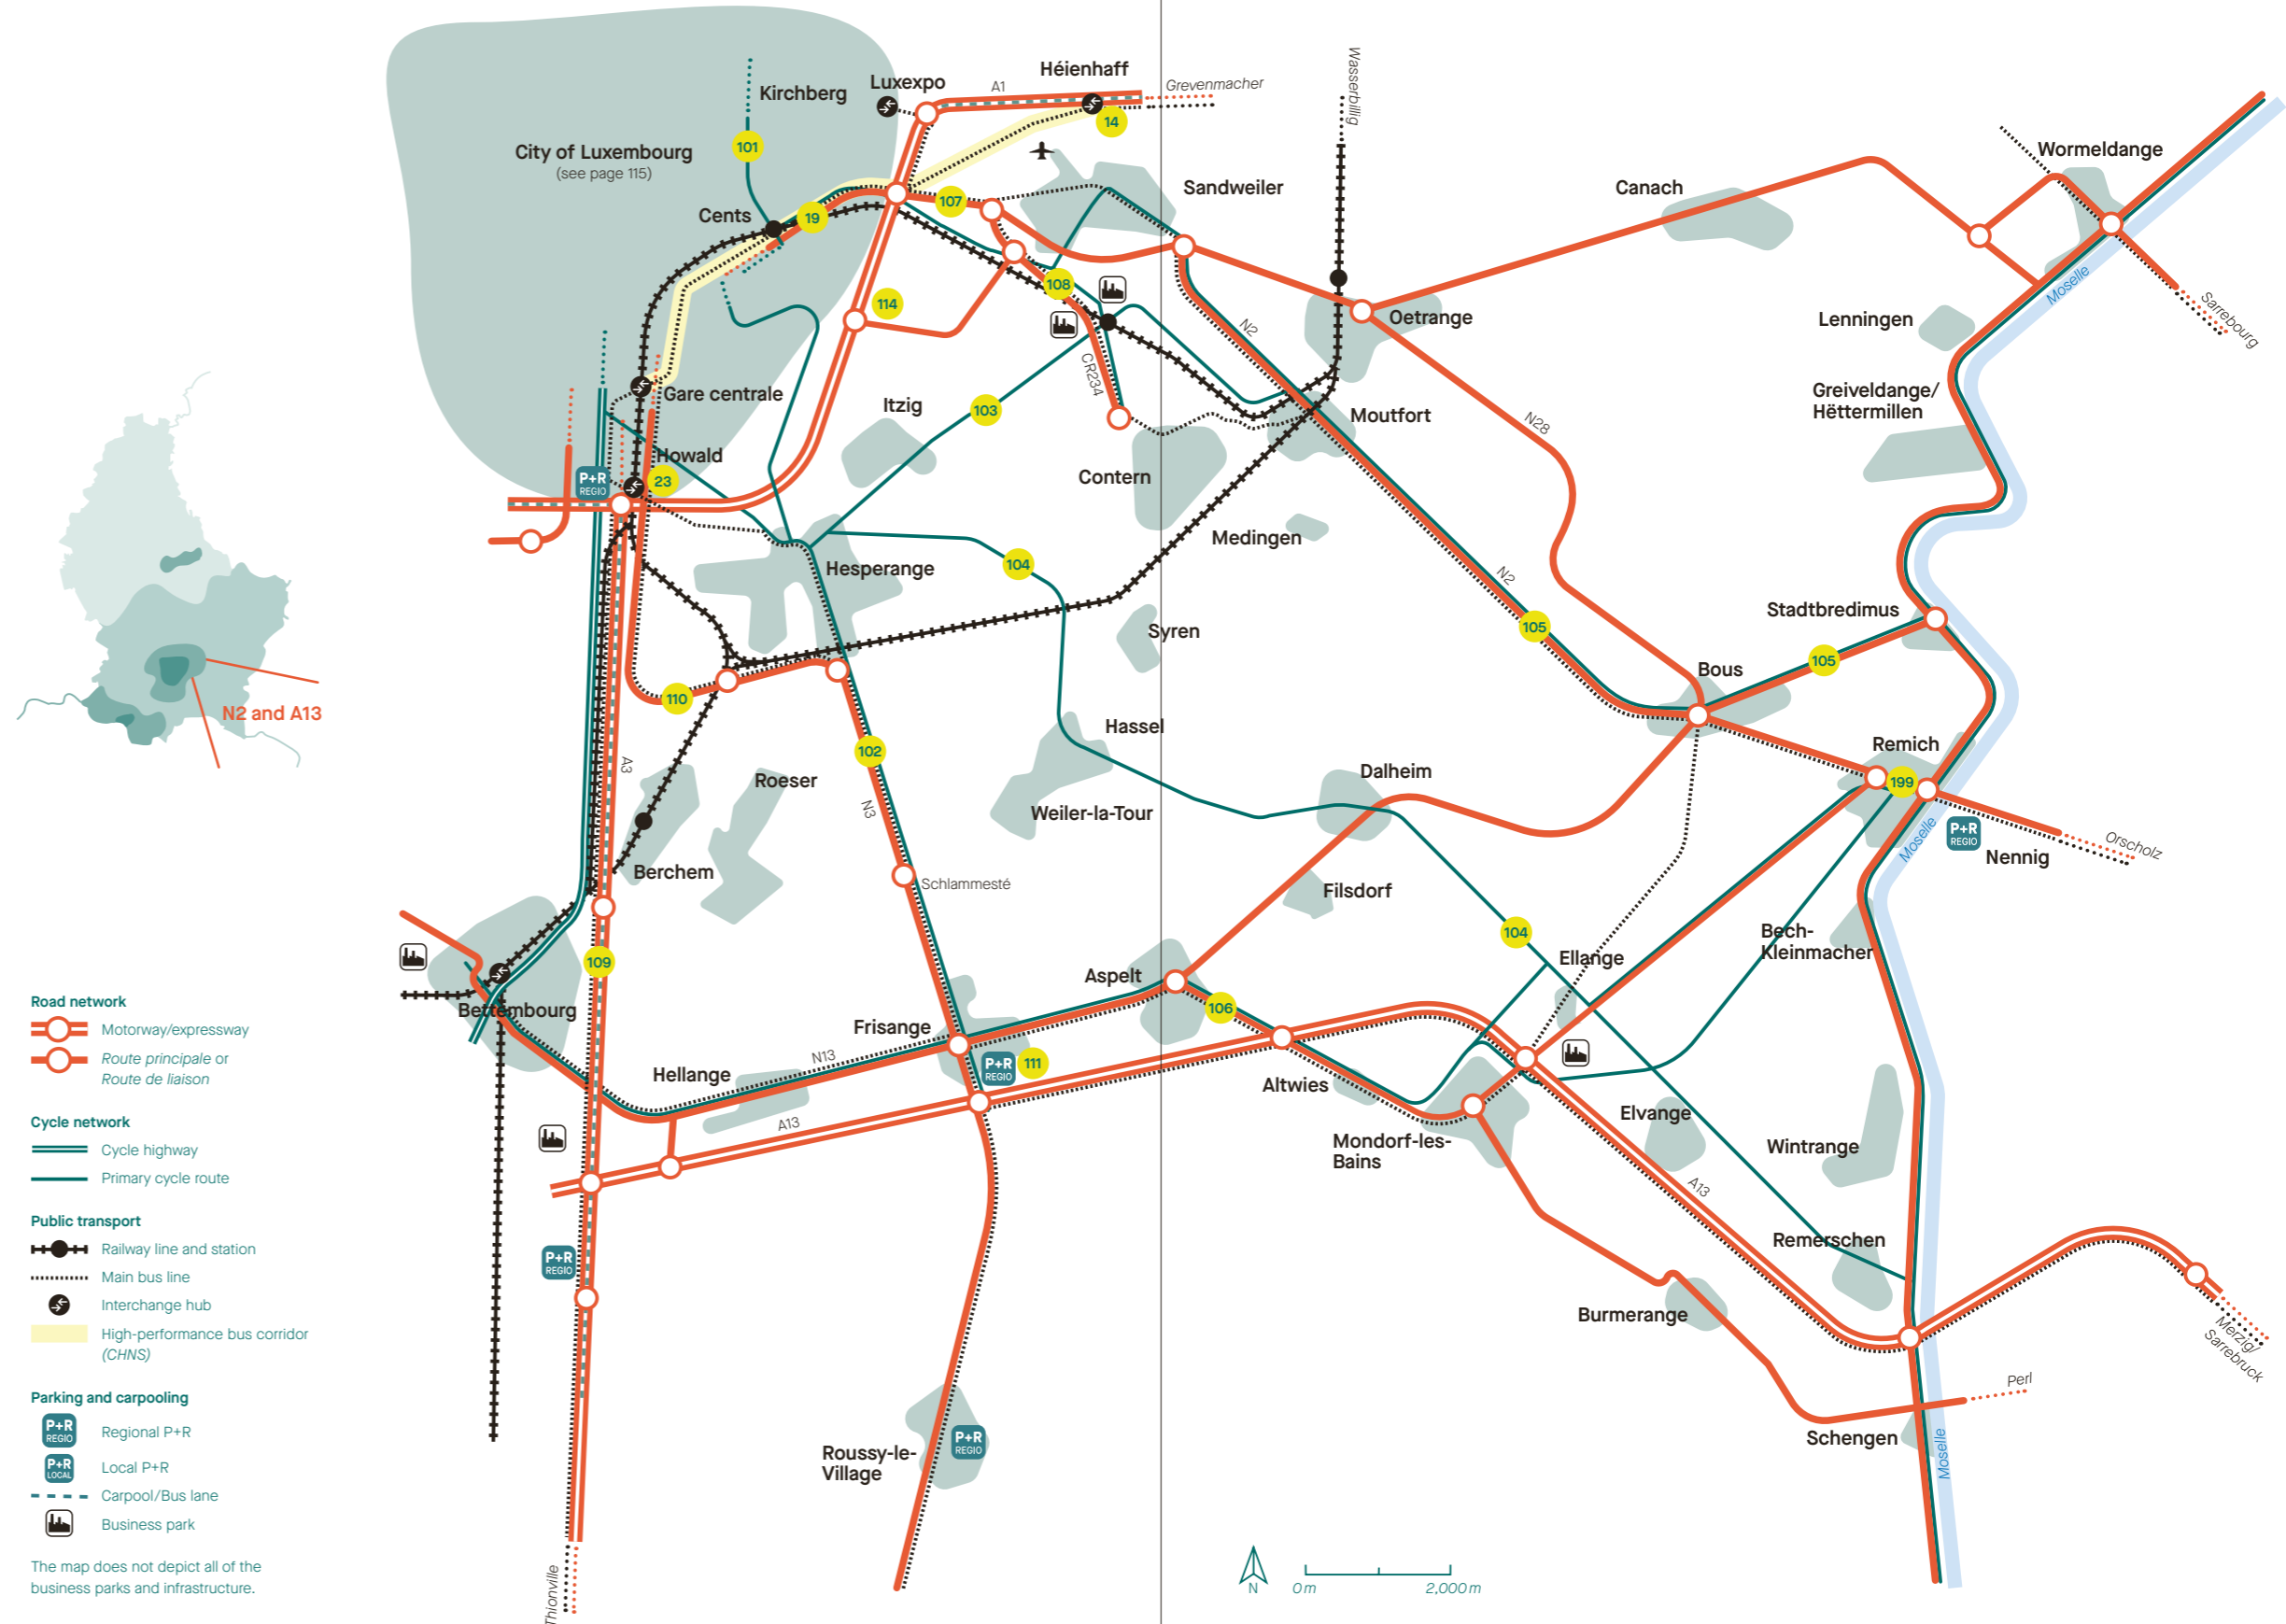 Kirchberg
Luxexpo
A1
Héienhaff
Grevenmacher
14
101
City of Luxembourg
(see page 115)
Cents
19
107
Sandweiler
Wasserbillig
Canach
Wormeldange
Moselle
Sarrebourg
108
114
N2
Oetrange
Lenningen
Greiveldange/
Hëttermillen
CR234
Gare centrale
Itzig
103
Moutfort
N28
Howald
P+R
REGIO
23
Contern
Medingen
Hesperange
104
N2
105
Syren
Stadtbredimus
105
Bous
110
N2 and A13
Hassel
Remich
102
A3
Roeser
N3
Weiler-la-Tour
Dalheim
199
P+R
REGIO
Moselle
Nennig
Orscholz
Berchem
Schlammesté
Filsdorf
104
Bech-
Kleinmacher
Ellange
109
Aspelt
106
Bettembourg
Frisange
N13
P+R
REGIO
111
Hellange
Altwies
A13
Mondorf-les-
Bains
Elvange
Wintrange
A13
P+R
REGIO
Remerschen
Burmerange
Merzig/
Sarrebruck
Perl
Schengen
Moselle
Roussy-le-
Village
P+R
REGIO
Thionville
N
0 m
2,000 m
Road network
Motorway/expressway
Route principale or
Route de liaison
Cycle network
Cycle highway
Primary cycle route
Public transport
Railway line and station
Main bus line
Interchange hub
High-performance bus corridor
(CHNS)
Parking and carpooling
P+R
REGIO
Regional P+R
P+R
LOCAL
Local P+R
Carpool/Bus lane
Business park
The map does not depict all of the
business parks and infrastructure.